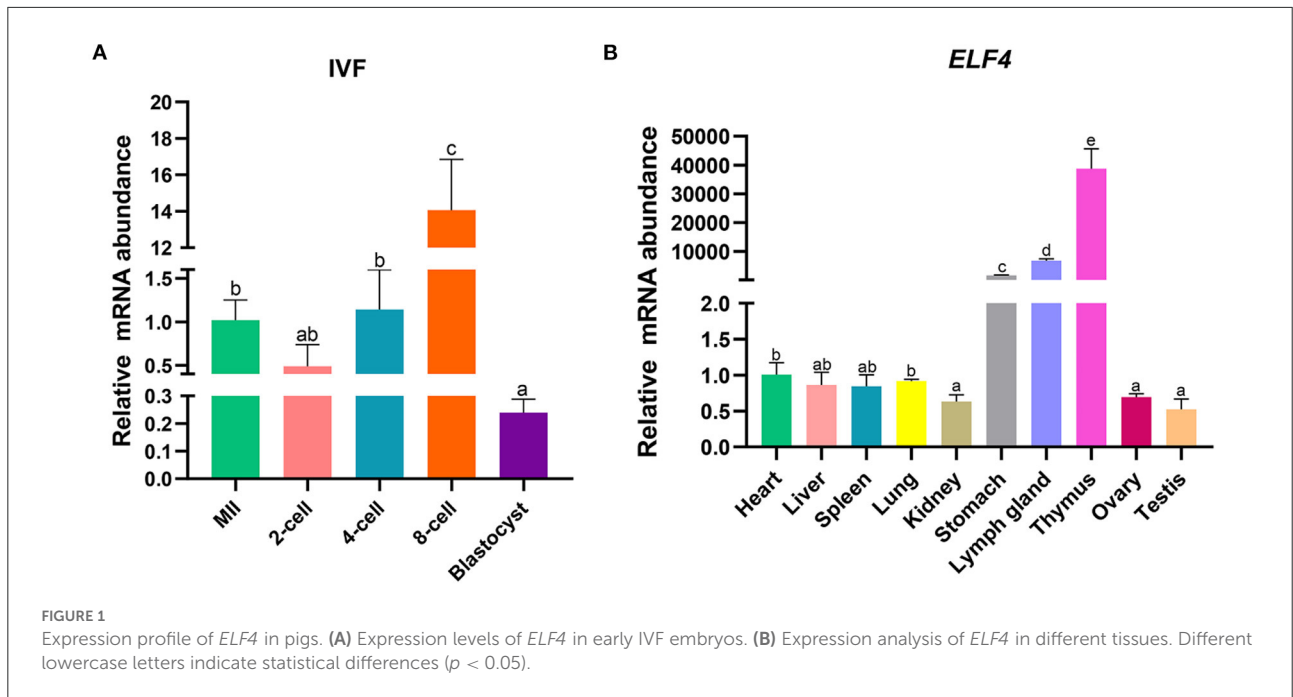 A
IVF
Relative mRNA abundance
20
18
16
14
12
1.5
1.0
0.5
0.3
0.2
0.1
0.0
b
ab
b
c
a
MII
2-cell
4-cell
8-cell
Blastocyst
B
ELF4
Relative mRNA abundance
50000
40000
30000
20000
10000
2.0
1.5
1.0
0.5
0.0
b
ab
ab
b
a
c
d
e
a
a
Heart
Liver
Spleen
Lung
Kidney
Stomach
Lymph gland
Thymus
Ovary
Testis
FIGURE 1
Expression profile of ELF4 in pigs. (A) Expression levels of ELF4 in early IVF embryos. (B) Expression analysis of ELF4 in different tissues. Different
lowercase letters indicate statistical differences (p < 0.05).